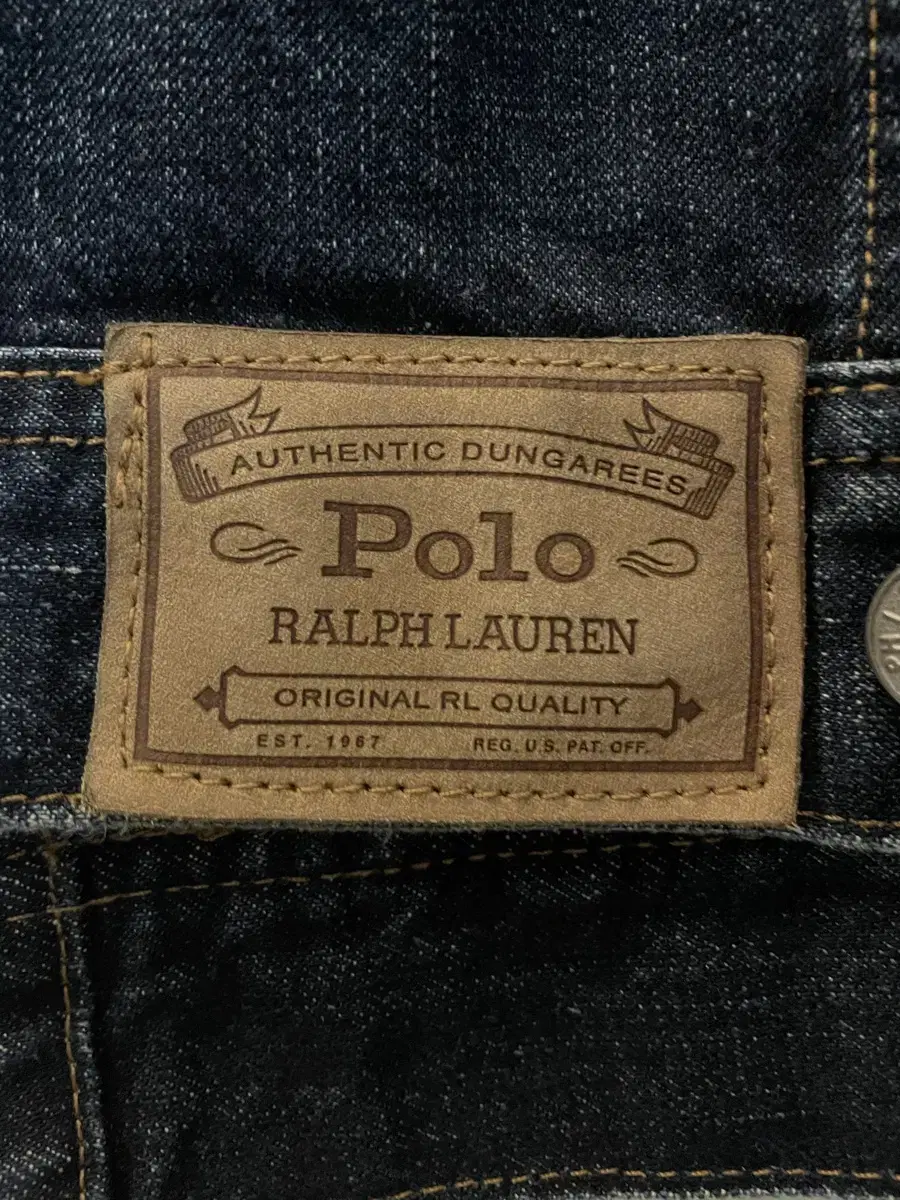 AUTHENTIC DUNGAREES
Polo
RALPH LAUREN
ORIGINAL RL QUALITY
EST. 1967 REG. U.S. PAT. OFF.